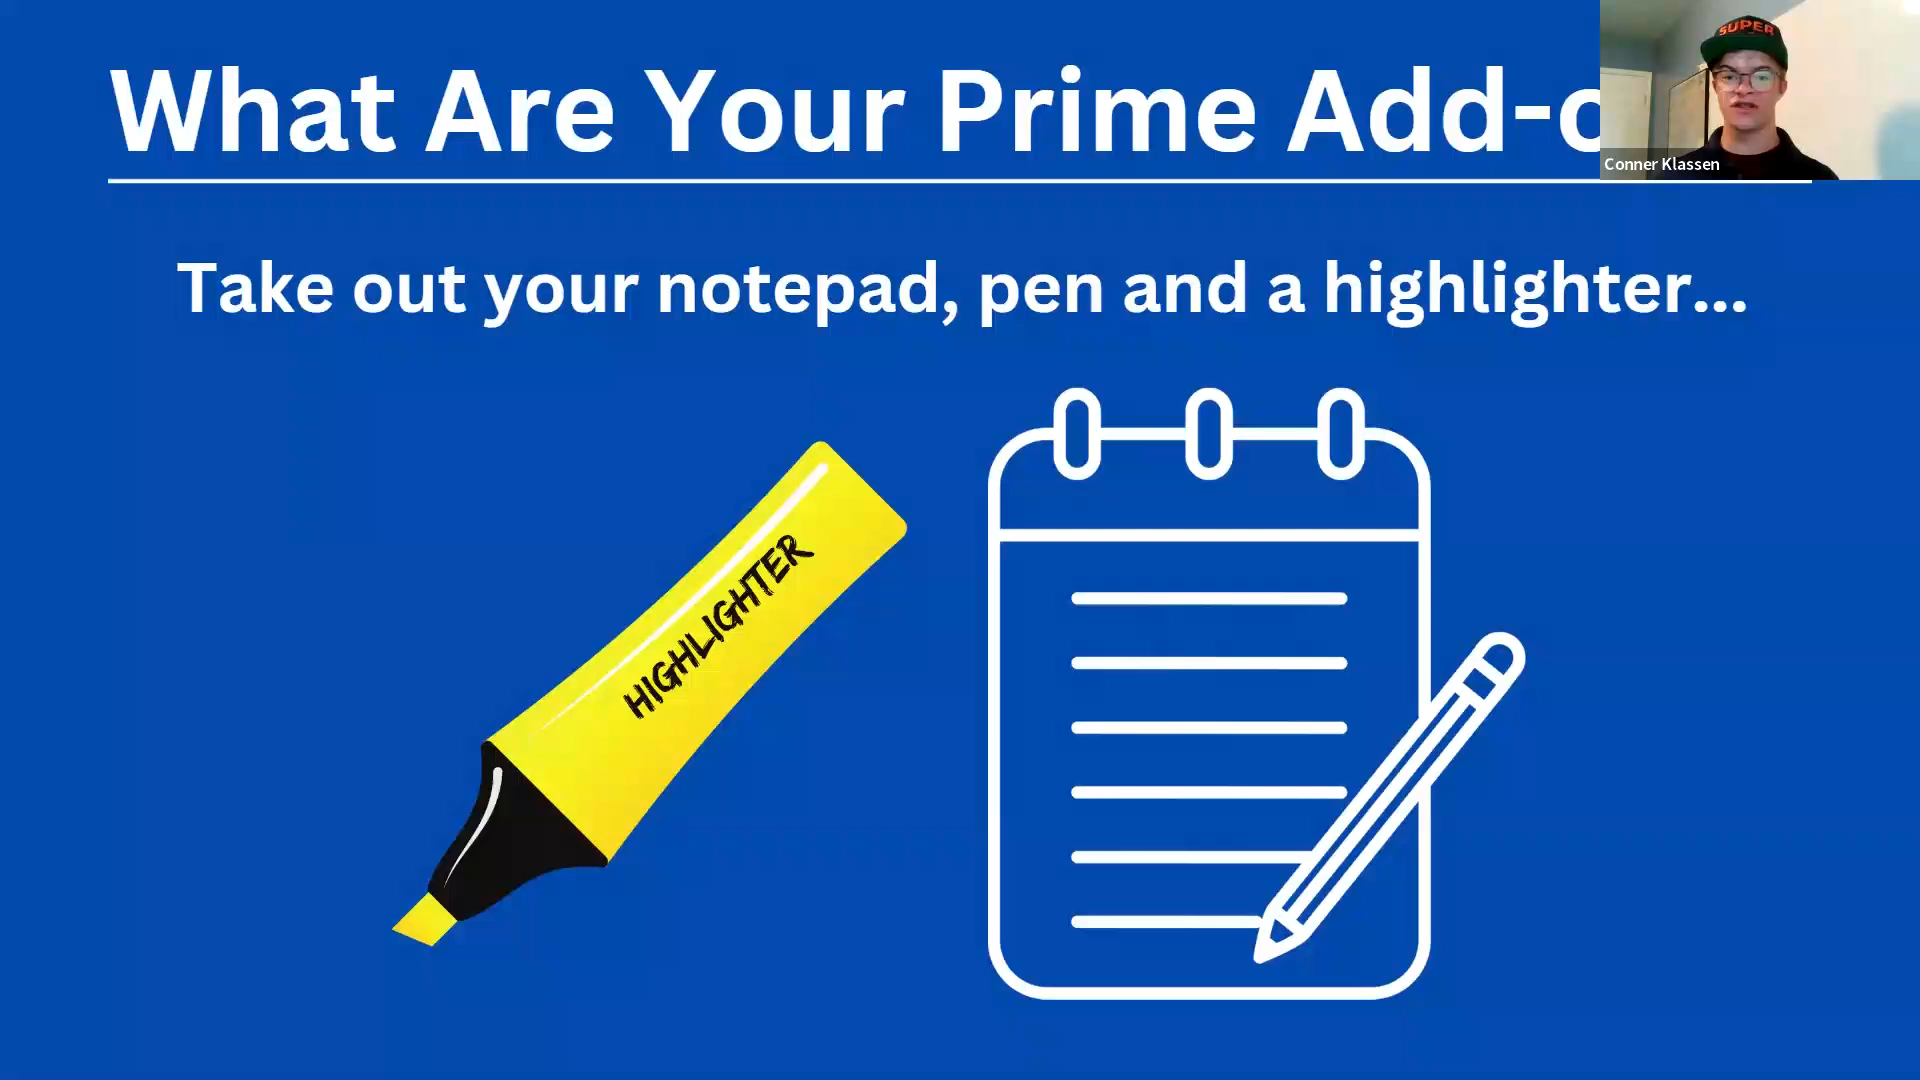 What Are Your Prime Add-
SUPER
Conner Klassen
Take out your notepad, pen and a highlighter...
HIGHLIGHTER